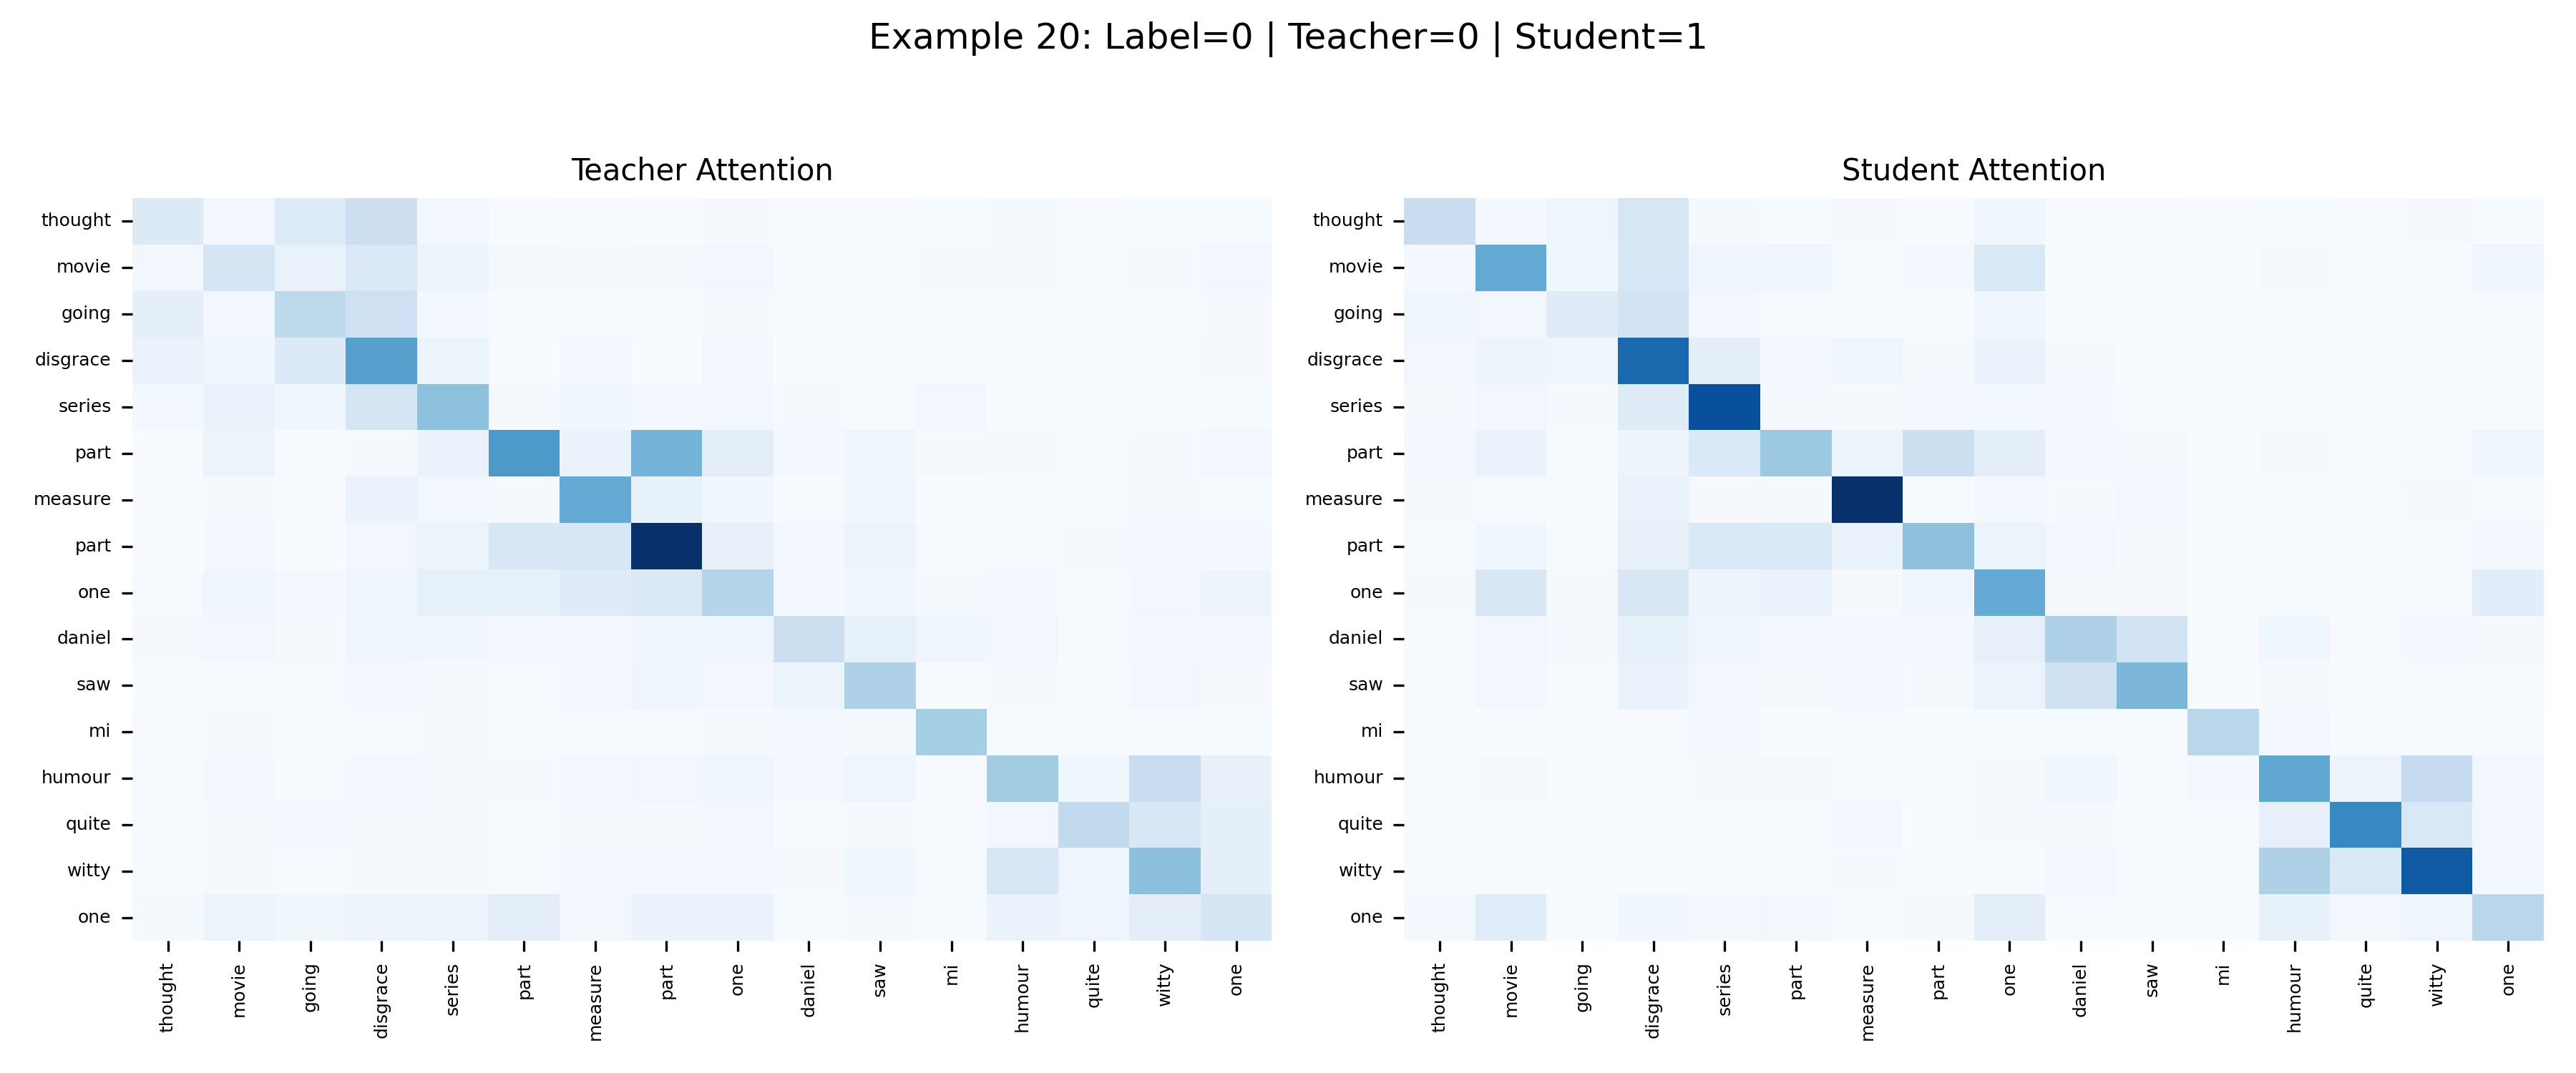 Example 20: Label=0 | Teacher=0 | Student=1
Teacher Attention
thought
movie
going
disgrace
series
part
measure
part
one
daniel
saw
mi
humour
quite
witty
one
thought
movie
going
disgrace
series
part
measure
part
one
daniel
saw
mi
humour
quite
witty
one
Student Attention
thought
movie
going
disgrace
series
part
measure
part
one
daniel
saw
mi
humour
quite
witty
one
thought
movie
going
disgrace
series
part
measure
part
one
daniel
saw
mi
humour
quite
witty
one